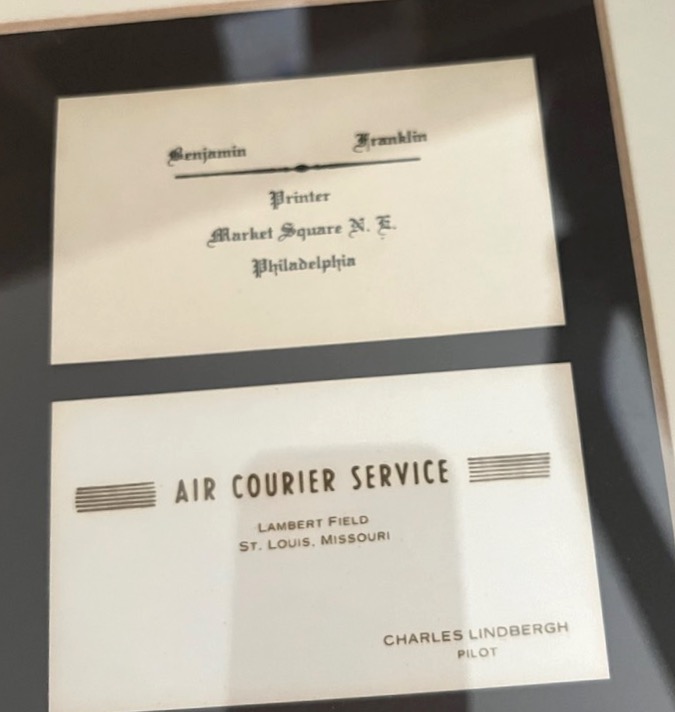 Benjamin Franklin
Printer
Market Square N. E.
Philadelphia
AIR COURIER SERVICE
LAMBERT FIELD
ST. LOUIS, MISSOURI
CHARLES LINDBERGH
PILOT